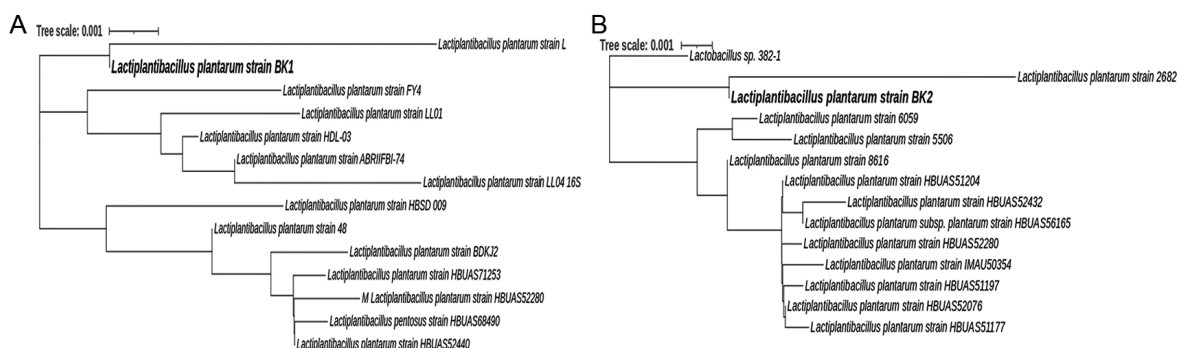 A
Tree scale: 0.001
Lactiplantibacillus plantarum strain L
Lactiplantibacillus plantarum strain BK1
Lactiplantibacillus plantarum strain FY4
Lactiplantibacillus plantarum strain LL01
Lactiplantibacillus plantarum strain HDL-03
Lactiplantibacillus plantarum strain ABRIIFBI-74
Lactiplantibacillus plantarum strain LL04 16S
Lactiplantibacillus plantarum strain HBSD 009
Lactiplantibacillus plantarum strain 48
Lactiplantibacillus plantarum strain BDKJ2
Lactiplantibacillus plantarum strain HBUAS71253
M Lactiplantibacillus plantarum strain HBUAS52280
Lactiplantibacillus pentosus strain HBUAS68490
Lactiplantibacillus plantarum strain HBUAS52440
B
Tree scale: 0.001
Lactobacillus sp. 382-1
Lactiplantibacillus plantarum strain 2682
Lactiplantibacillus plantarum strain BK2
Lactiplantibacillus plantarum strain 6059
Lactiplantibacillus plantarum strain 5506
Lactiplantibacillus plantarum strain 8616
Lactiplantibacillus plantarum strain HBUAS51204
Lactiplantibacillus plantarum strain HBUAS52432
Lactiplantibacillus plantarum subsp. plantarum strain HBUAS56165
Lactiplantibacillus plantarum strain HBUAS52280
Lactiplantibacillus plantarum strain IMAU50354
Lactiplantibacillus plantarum strain HBUAS51197
Lactiplantibacillus plantarum strain HBUAS52076
Lactiplantibacillus plantarum strain HBUAS51177